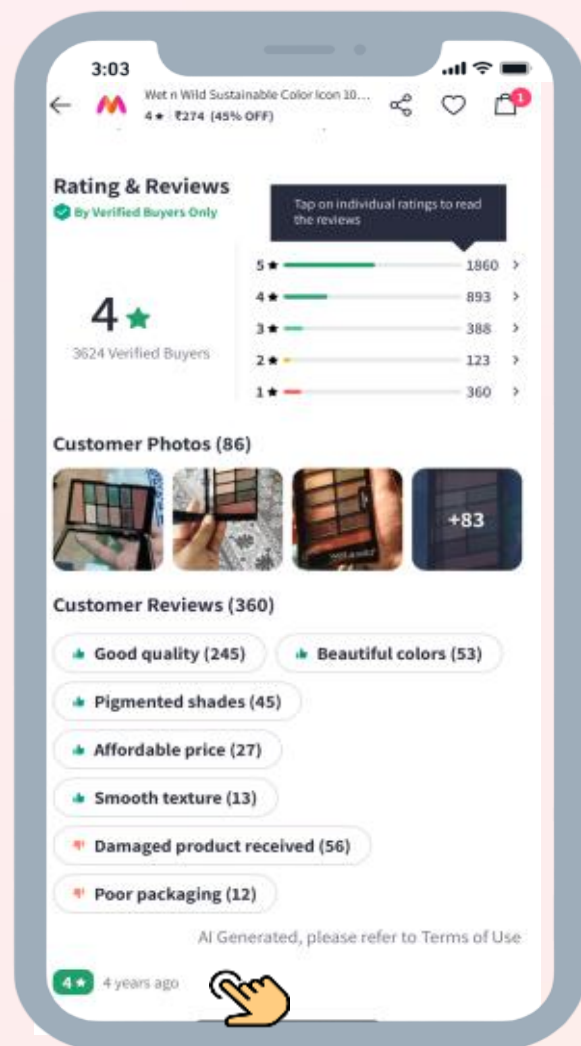 3:03
Wet n Wild Sustainable Color Icon 10...
4★ ₹274 (45% OFF)
1
Rating & Reviews
By Verified Buyers Only
Tap on individual ratings to read
the reviews
4★
3624 Verified Buyers
5★ 1860 >
4★ 893 >
3★ 388 >
2★ 123 >
1★ 360 >
Customer Photos (86)
wet n wild
+83
Customer Reviews (360)
Good quality (245)
Beautiful colors (53)
Pigmented shades (45)
Affordable price (27)
Smooth texture (13)
Damaged product received (56)
Poor packaging (12)
AI Generated, please refer to Terms of Use
4★ 4 years ago